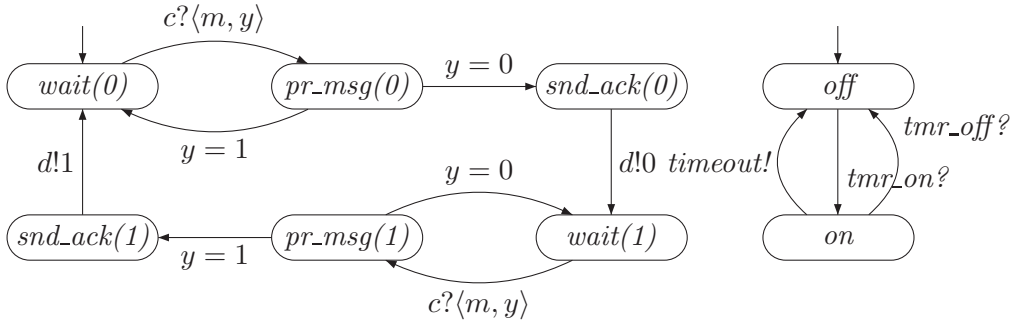 c?⟨m, y⟩
wait(0) pr_msg(0) y = 0 snd_ack(0) off
y = 1
tmr_off?
d!1 y = 0 d!0 timeout! tmr_on?
snd_ack(1) y = 1 pr_msg(1) wait(1) on
c?⟨m, y⟩